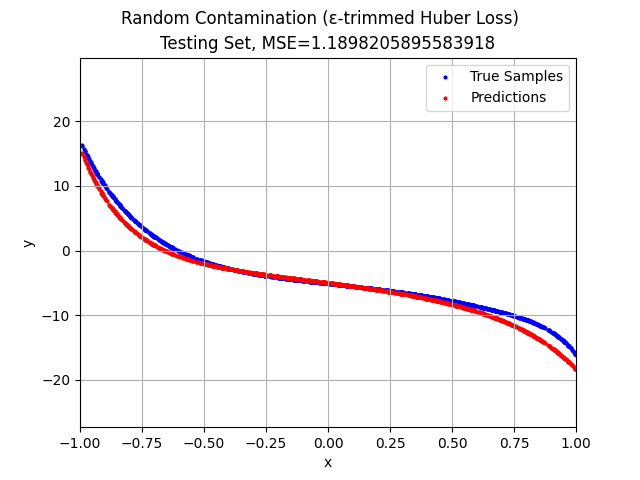 Random Contamination (ε-trimmed Huber Loss)
Testing Set, MSE=1.1898205895583918
True Samples
Predictions
20
10
0
−10
−20
y
−1.00 −0.75 −0.50 −0.25 0.00 0.25 0.50 0.75 1.00
x